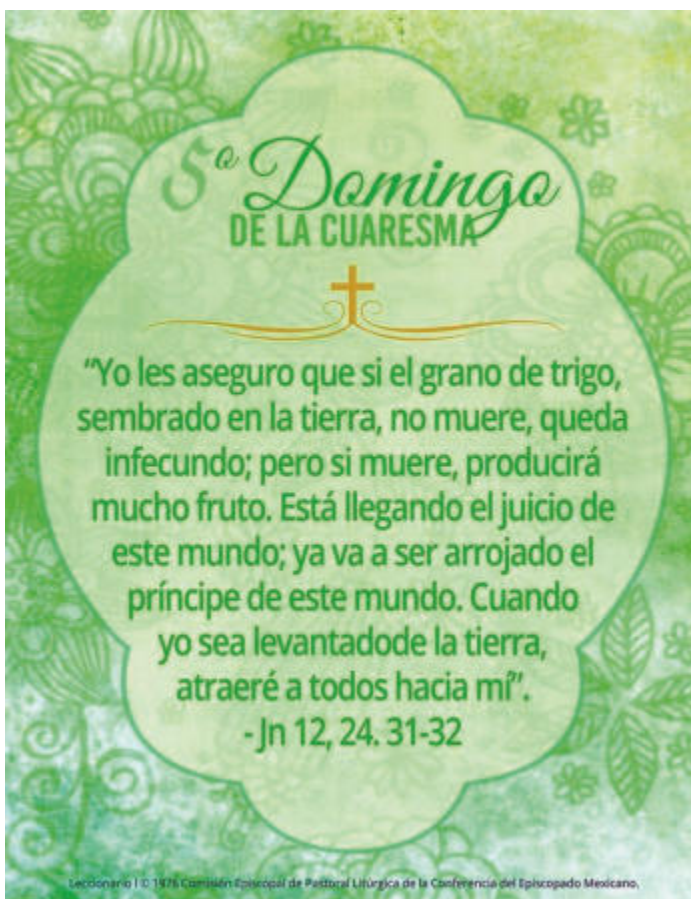 5º Domingo
DE LA CUARESMA
“Yo les aseguro que si el grano de trigo,
sembrado en la tierra, no muere, queda
infecundo; pero si muere, producirá
mucho fruto. Está llegando el juicio de
este mundo; ya va a ser arrojado el
príncipe de este mundo. Cuando
yo sea levantadode la tierra,
atraeré a todos hacia mí”.
- Jn 12, 24. 31-32
Leccionario I © 1976 Comisión Episcopal de Pastoral Litúrgica de la Conferencia del Episcopado Mexicano.